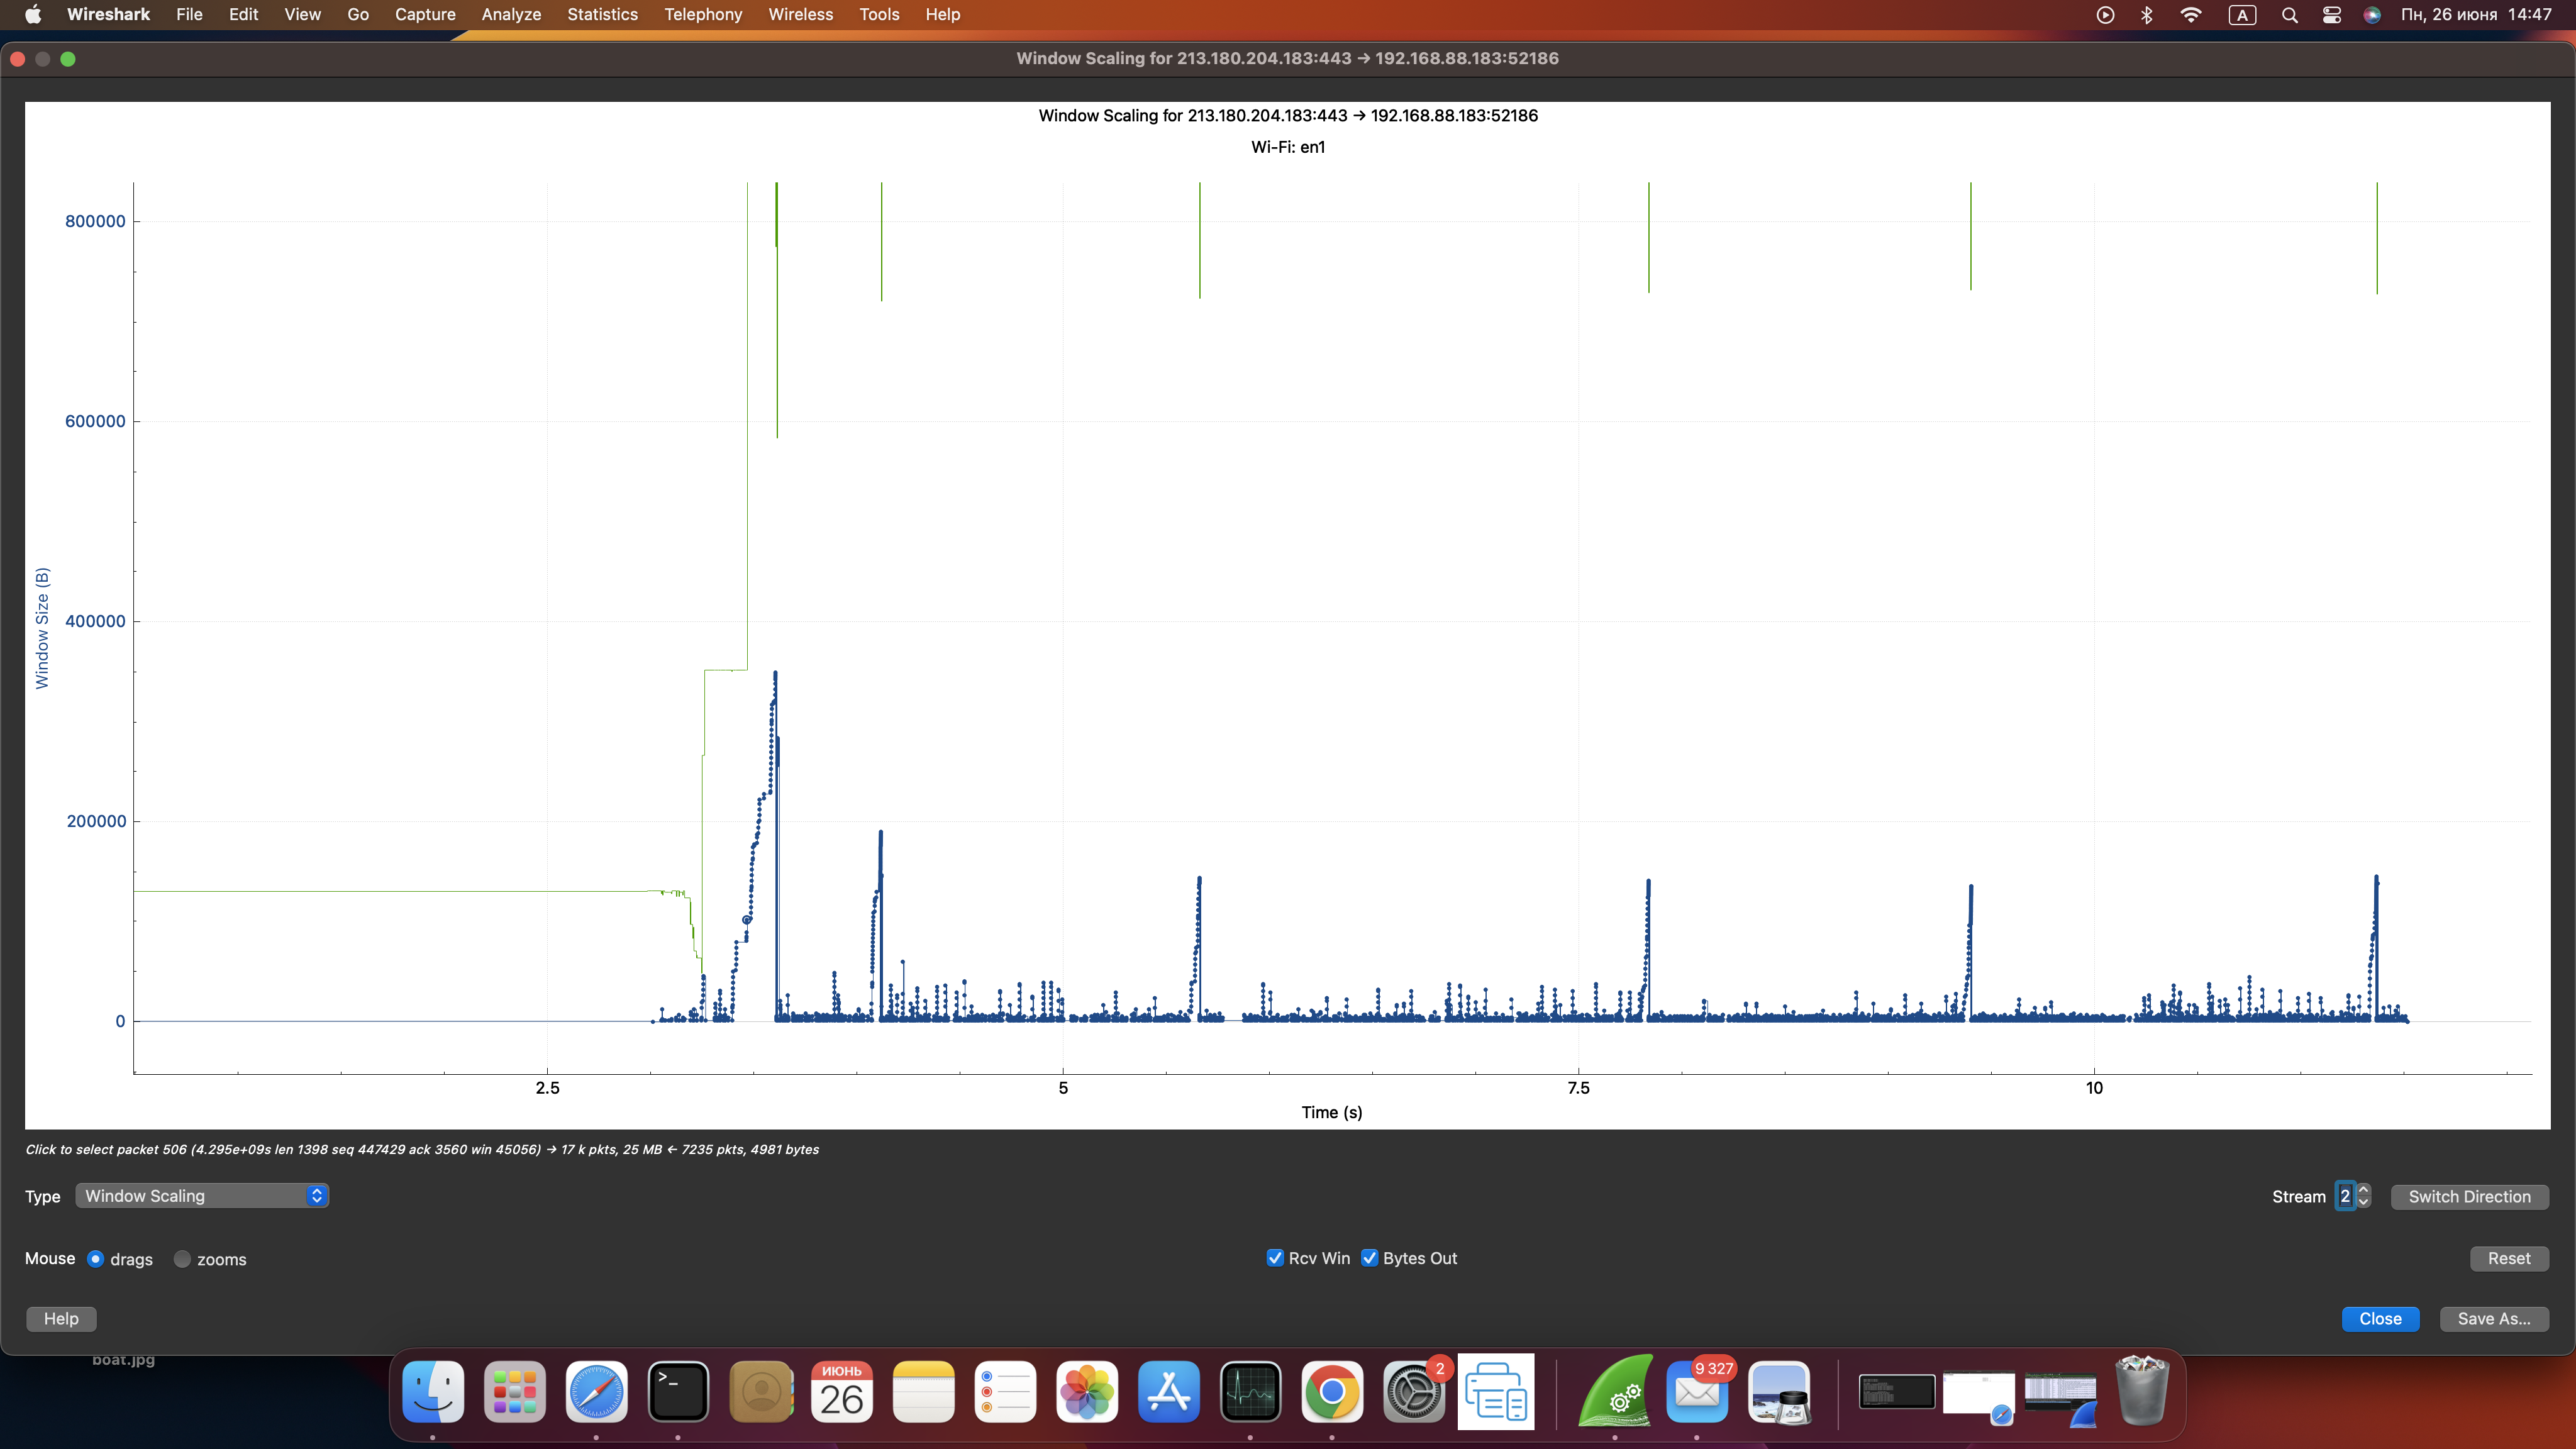 Wireshark File Edit View Go Capture Analyze Statistics Telephony Wireless Tools Help A Пн, 26 июня 14:47
Window Scaling for 213.180.204.183:443 → 192.168.88.183:52186
Window Scaling for 213.180.204.183:443 → 192.168.88.183:52186
Wi-Fi: en1
800000
600000
400000
200000
0
Window Size (B)
2.5 5 7.5 10
Time (s)
Click to select packet 506 (4.295e+09s len 1398 seq 447429 ack 3560 win 45056) → 17 k pkts, 25 MB ← 7235 pkts, 4981 bytes
Type Window Scaling Stream 2 Switch Direction
Mouse drags zooms Rcv Win Bytes Out Reset
Help Close Save As...
boat.jpg
ИЮНЬ
26
2
9 327